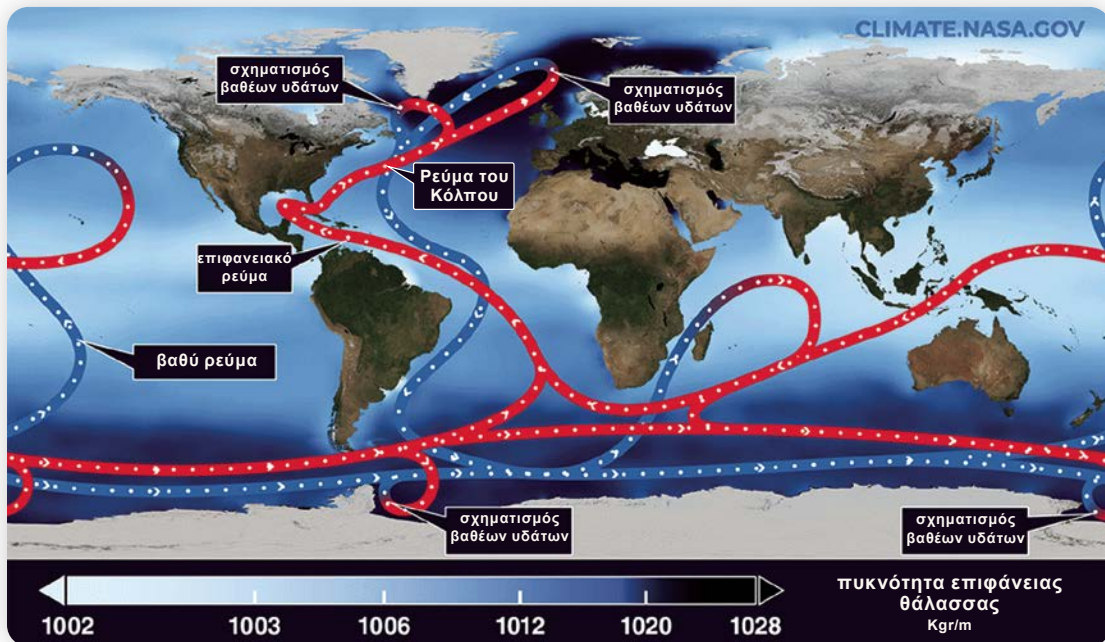 CLIMATE.NASA.GOV
σχηματισμός
βαθέων υδάτων
σχηματισμός
βαθέων υδάτων
Ρεύμα του
Κόλπου
επιφανειακό
ρεύμα
βαθύ ρεύμα
σχηματισμός
βαθέων υδάτων
σχηματισμός
βαθέων υδάτων
1002 1003 1006 1012 1020 1028
πυκνότητα επιφάνειας
θάλασσας
Kgr/m